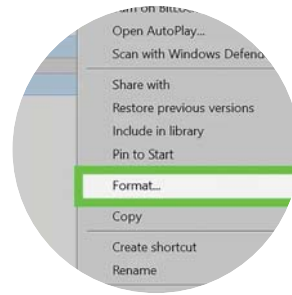 Open AutoPlay...
Scan with Windows Defend
Share with
Restore previous versions
Include in library
Pin to Start
Format...
Copy
Create shortcut
Rename